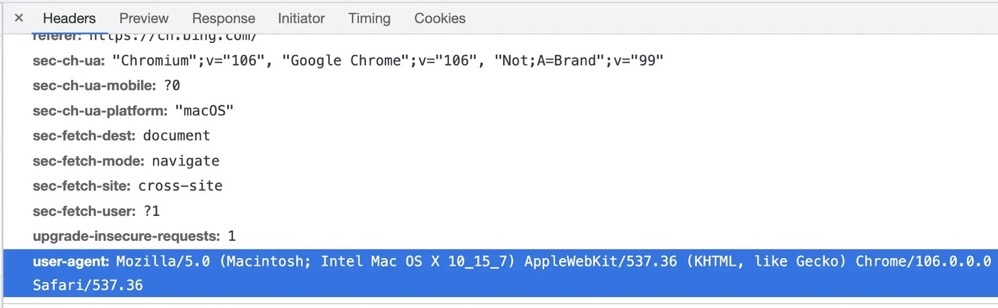 × Headers Preview Response Initiator Timing Cookies
referer: https://cn.bing.com/
sec-ch-ua: "Chromium";v="106", "Google Chrome";v="106", "Not;A=Brand";v="99"
sec-ch-ua-mobile: ?0
sec-ch-ua-platform: "macOS"
sec-fetch-dest: document
sec-fetch-mode: navigate
sec-fetch-site: cross-site
sec-fetch-user: ?1
upgrade-insecure-requests: 1
user-agent: Mozilla/5.0 (Macintosh; Intel Mac OS X 10_15_7) AppleWebKit/537.36 (KHTML, like Gecko) Chrome/106.0.0.0
Safari/537.36